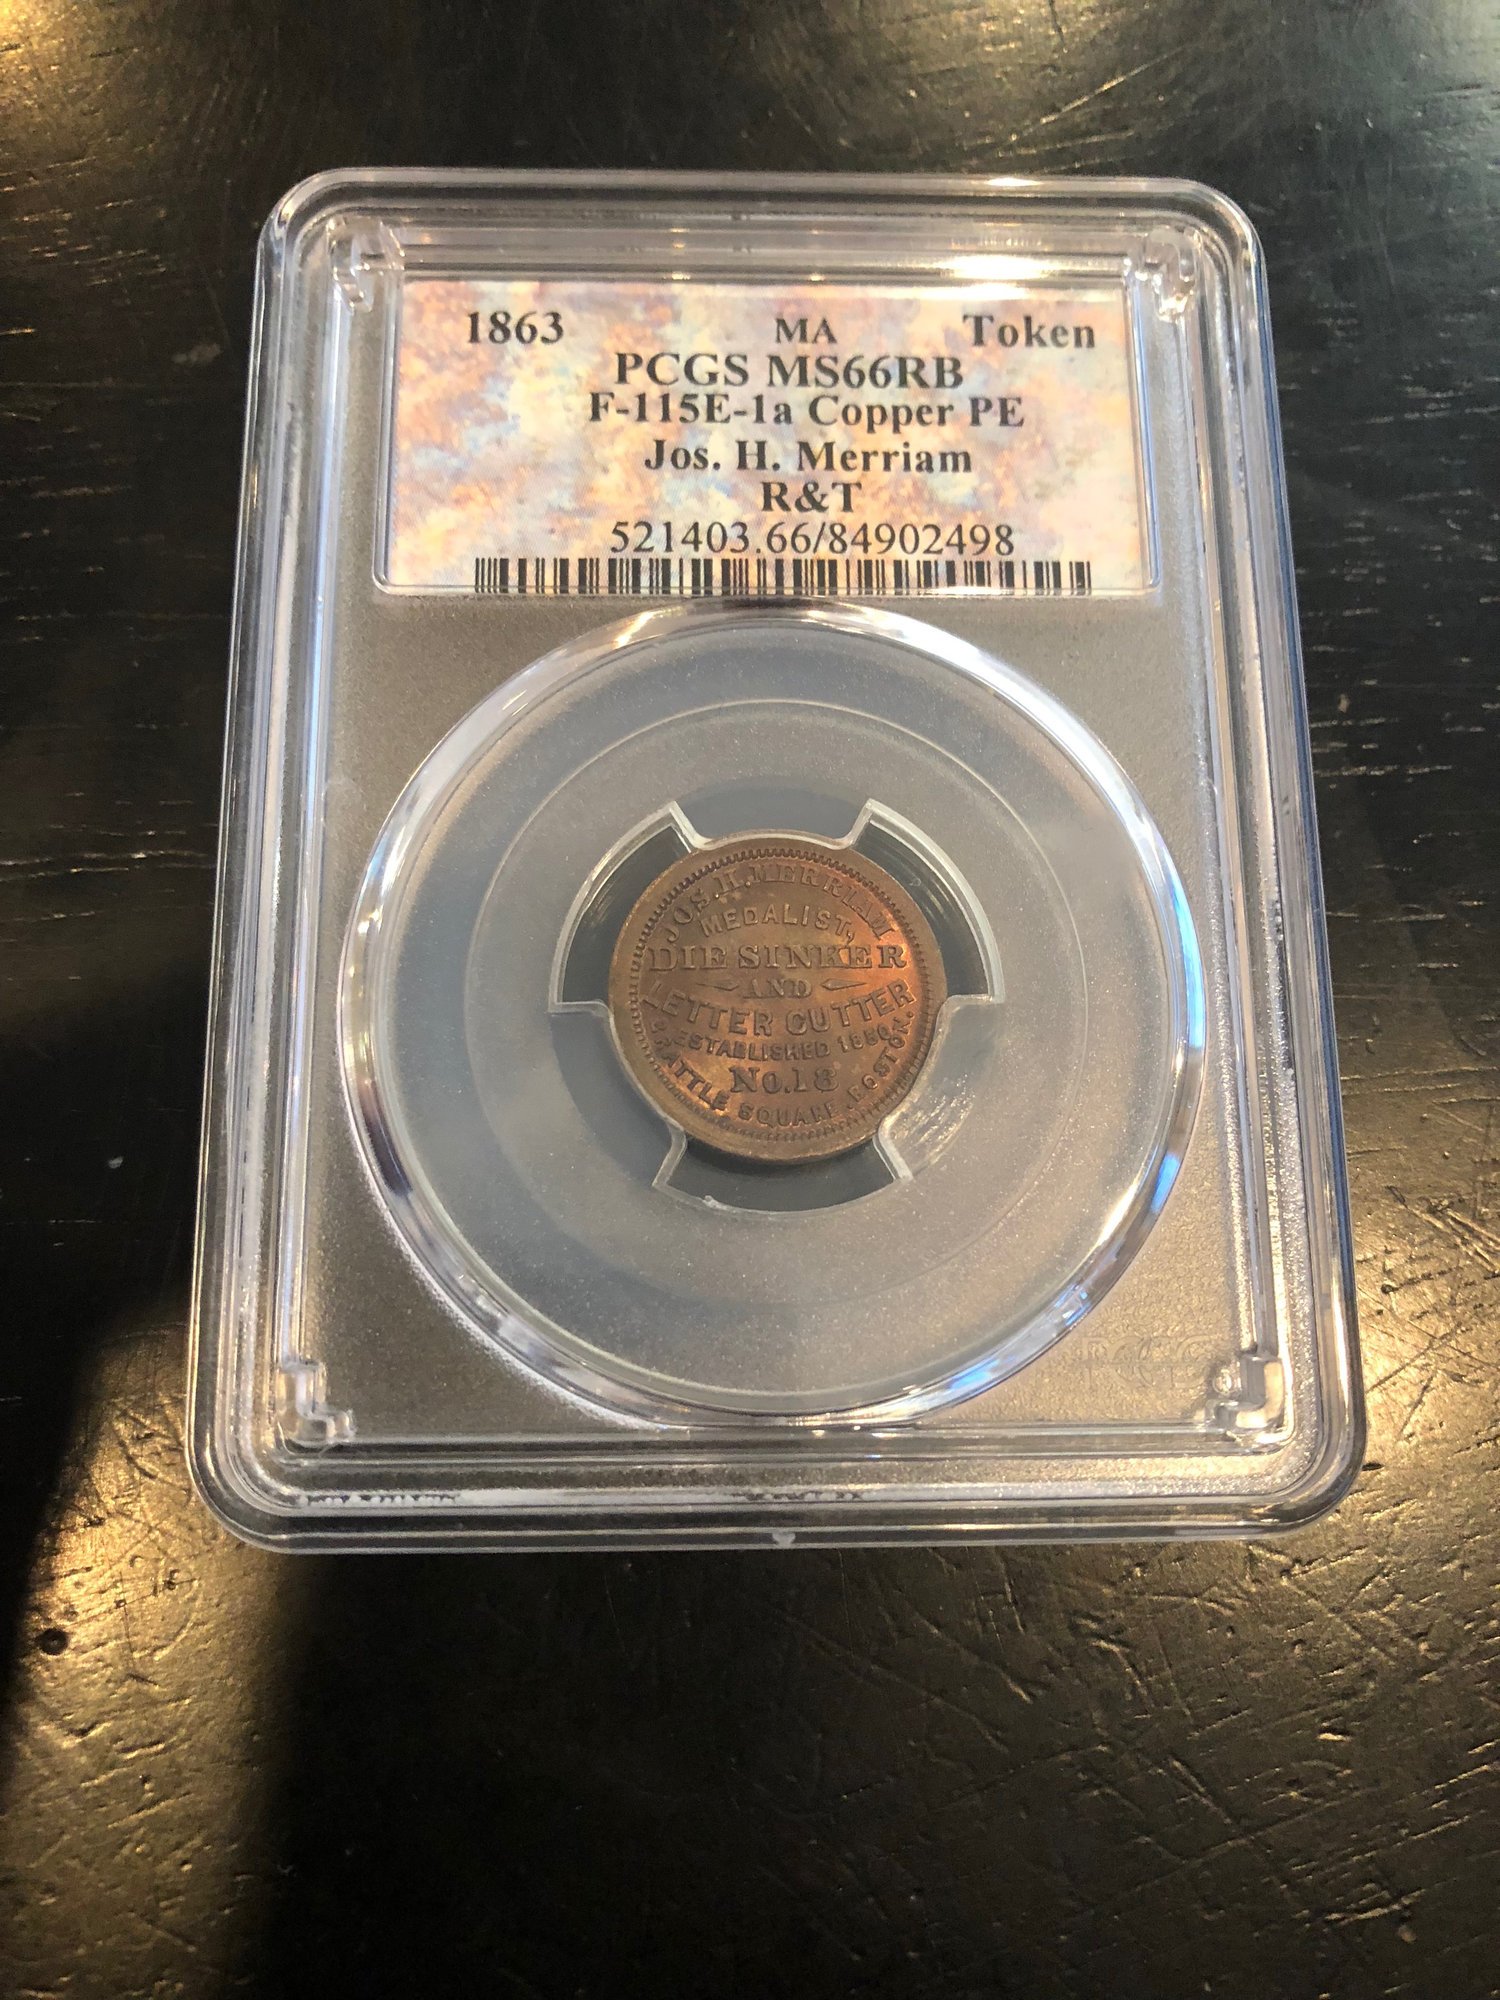 1863 MA Token
PCGS MS66RB
F-115E-1a Copper PE
Jos. H. Merriam
R&T
521403.66/84902498
JOS. H. MERRIAM
MEDALIST,
DIE SINKER
AND
LETTER CUTTER
ESTABLISHED 1850
No. 18
BRATTLE SQUARE, BOSTON.
PCGS